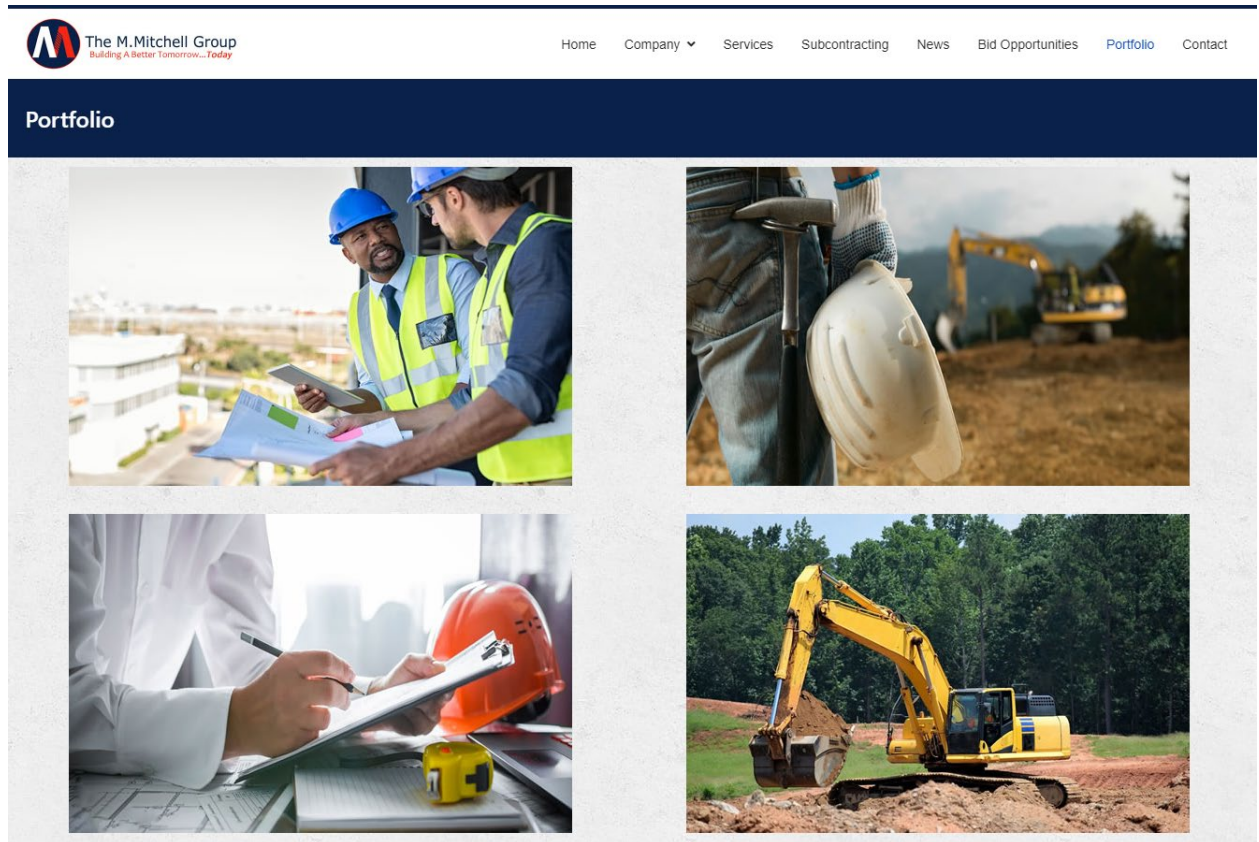 The M.Mitchell Group
Building A Better Tomorrow...Today
Home Company Services Subcontracting News Bid Opportunities Portfolio Contact
Portfolio